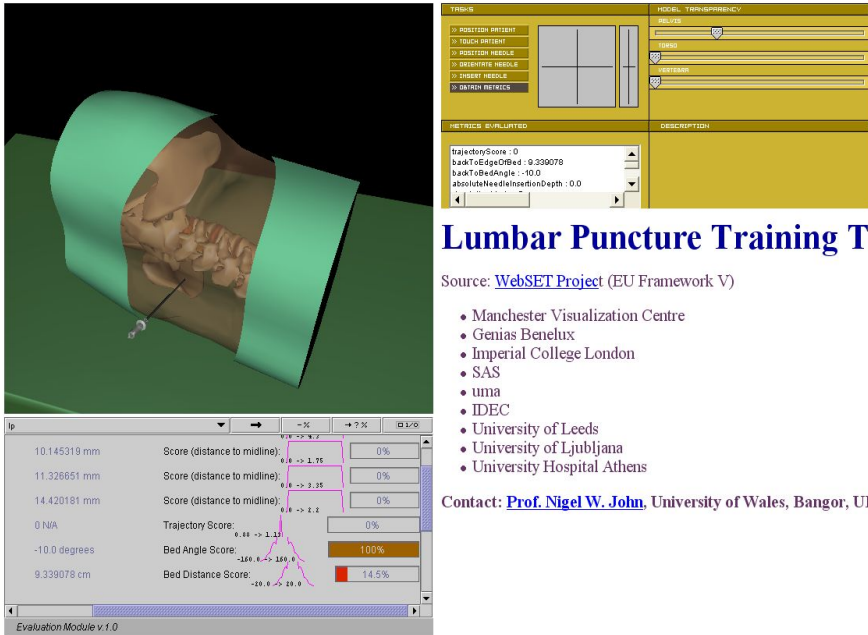 TASKS
MODEL TRANSPARENCY
PELVIS
>> POSITION PATIENT
>> TOUCH PATIENT
>> POSITION NEEDLE
>> ORIENTATE NEEDLE
>> INSERT NEEDLE
>> OBTAIN METRICS
TORSO
VERTEBRA
METRICS EVALUATED
DESCRIPTION
trajectoryScore : 0
backToEdgeOfBed : 9.339078
backToBedAngle : -10.0
absoluteNeedleInsertionDepth : 0.0
Lumbar Puncture Training T
Source: WebSET Project (EU Framework V)
• Manchester Visualization Centre
• Genias Benelux
• Imperial College London
• SAS
• uma
• IDEC
• University of Leeds
• University of Ljubljana
• University Hospital Athens
Contact: Prof. Nigel W. John, University of Wales, Bangor, U
lp
- %
? %
1/0
10.145319 mm Score (distance to midline): 0%
0.0 -> 1.75
11.326651 mm Score (distance to midline): 0%
0.0 -> 3.35
14.420181 mm Score (distance to midline): 0%
0.0 -> 2.2
0 N/A Trajectory Score: 0%
-10.0 degrees Bed Angle Score: 100%
-160.0 -> 160.0
9.339078 cm Bed Distance Score: 14.5%
-20.0 -> 20.0
Evaluation Module v.1.0